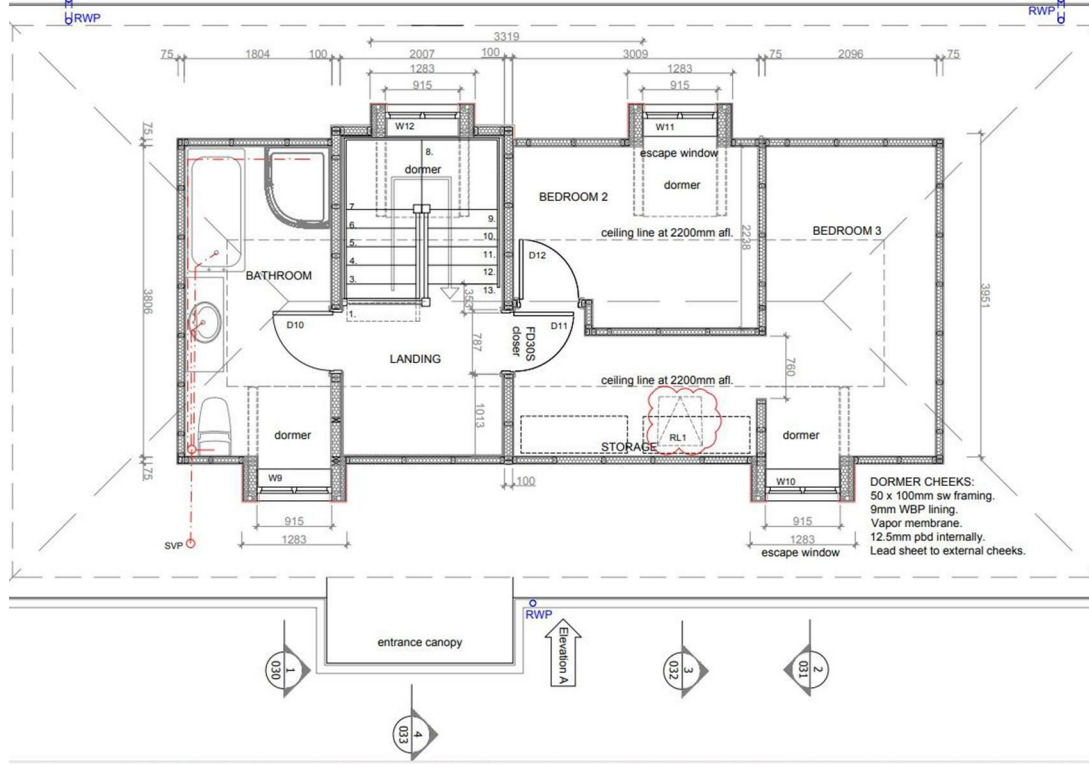 RWP
RWP
3319
75
1804
100
2007
100
3009
75
2096
75
1283
1283
915
915
W12
W11
75
8.
dormer
escape window
dormer
BEDROOM 2
7
9.
6.
10.
5.
11.
4.
12.
3.
13.
1.
ceiling line at 2200mm afl.
2238
BEDROOM 3
BATHROOM
D12
353
3806
3951
D10
D11
FD30S
closer
787
LANDING
760
ceiling line at 2200mm afl.
1013
dormer
RL1
STORAGE
dormer
75
W9
W10
100
DORMER CHEEKS:
50 x 100mm sw framing.
9mm WBP lining.
Vapor membrane.
12.5mm pbd internally.
Lead sheet to external cheeks.
915
1283
915
1283
SVP
escape window
RWP
entrance canopy
Elevation A
1
030
3
032
2
031
4
033